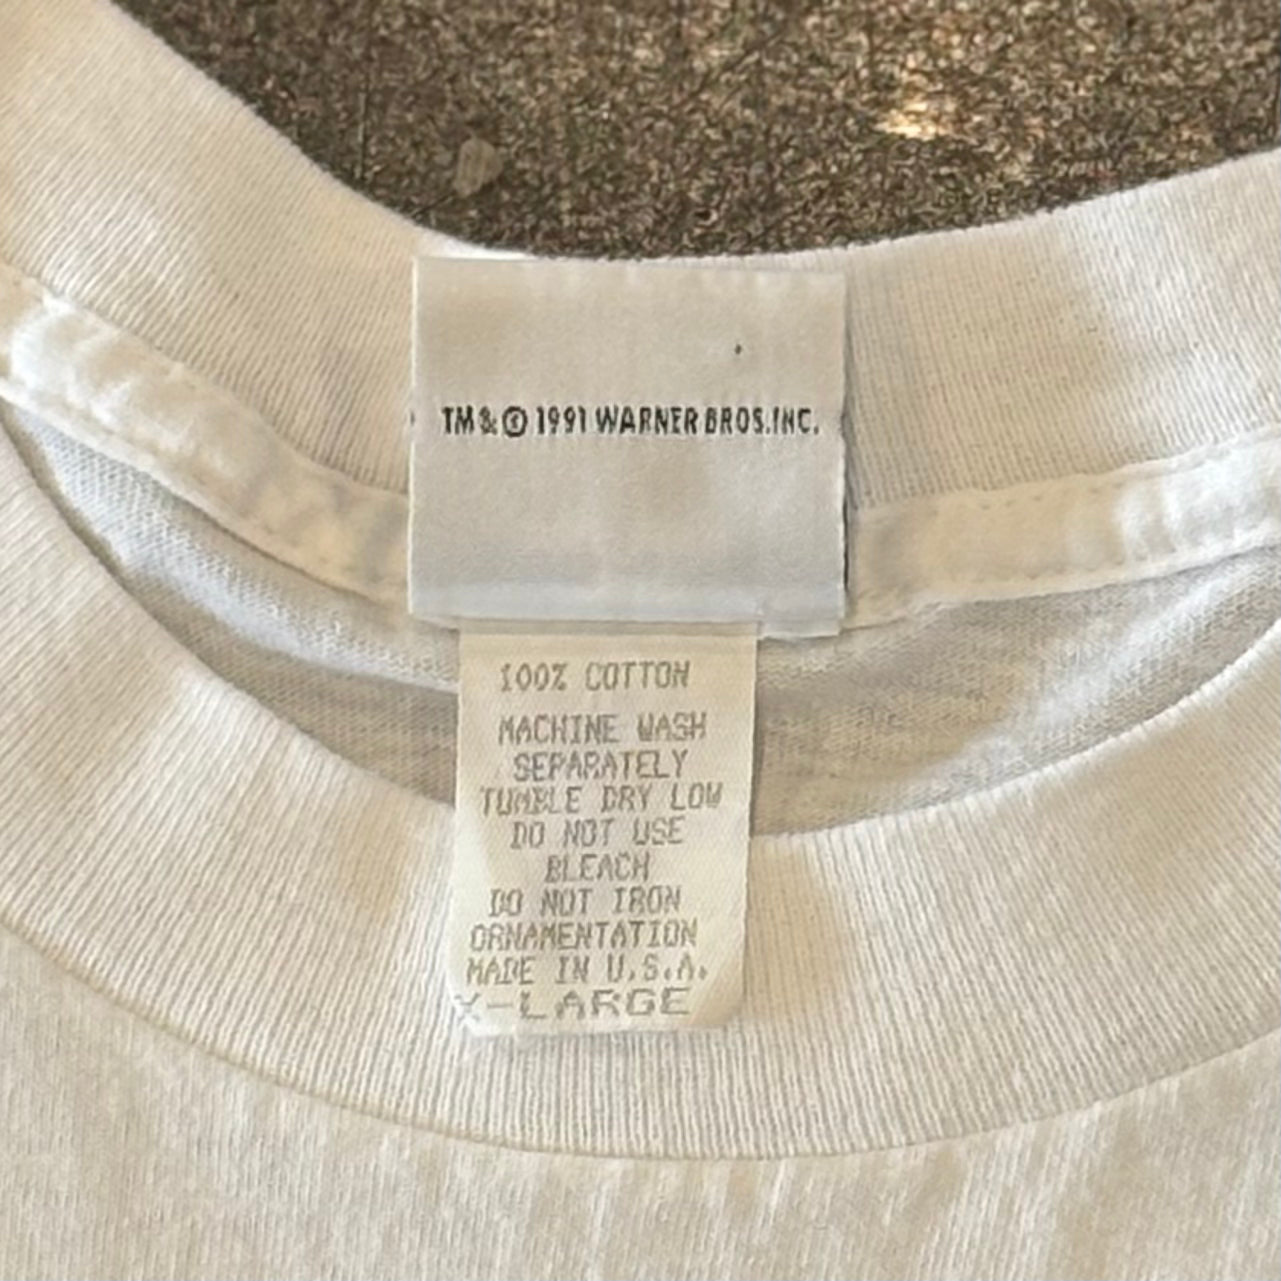 TM & © 1991 WARNER BROS. INC.
100% COTTON
MACHINE WASH
SEPARATELY
TUMBLE DRY LOW
DO NOT USE
BLEACH
DO NOT IRON
ORNAMENTATION
MADE IN U.S.A.
X-LARGE